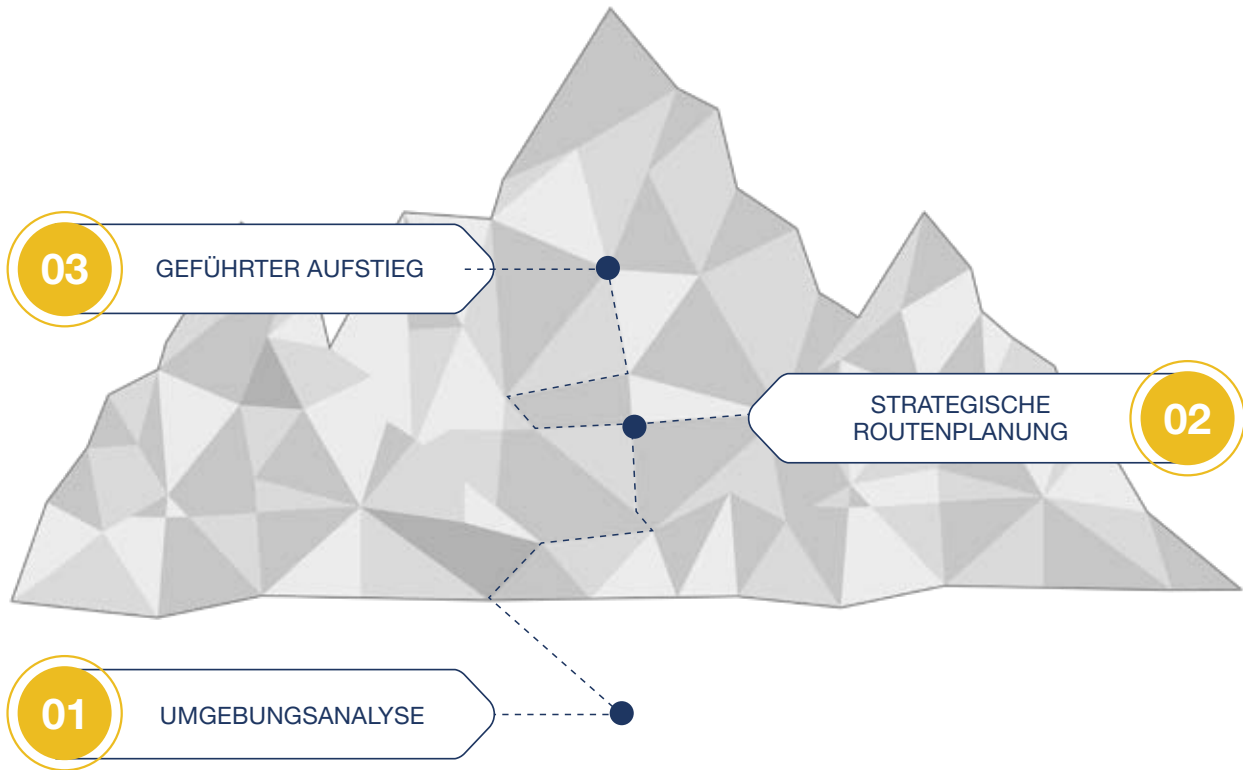 03
GEFÜHRTER AUFSTIEG
STRATEGISCHE
ROUTENPLANUNG
02
01
UMGEBUNGSANALYSE